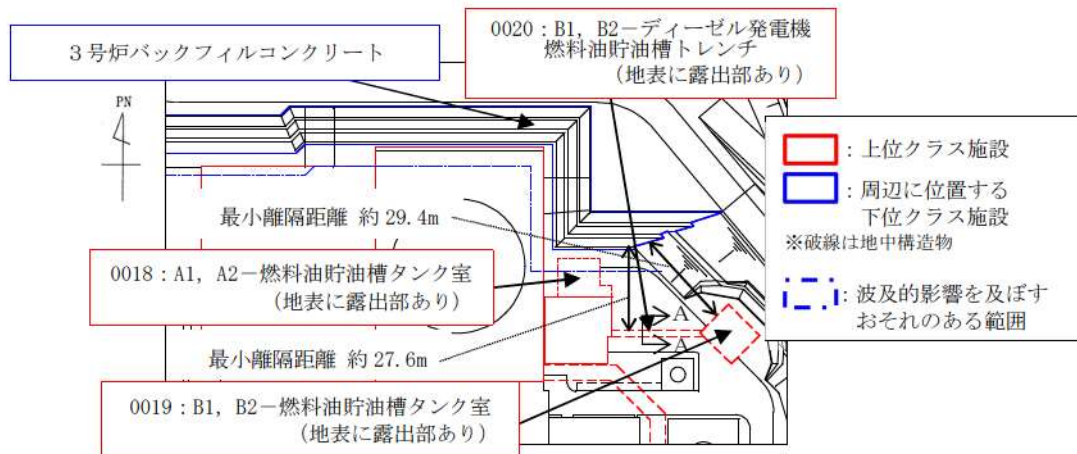 3号炉バックフィルコンクリート
0020:B1,B2-ディーゼル発電機
燃料油貯油槽トレンチ
(地表に露出部あり)
PN
:上位クラス施設
:周辺に位置する
下位クラス施設
※破線は地中構造物
:波及的影響を及ぼす
おそれのある範囲
最小離隔距離 約29.4m
0018:A1,A2-燃料油貯油槽タンク室
(地表に露出部あり)
A
A
最小離隔距離 約27.6m
0019:B1,B2-燃料油貯油槽タンク室
(地表に露出部あり)